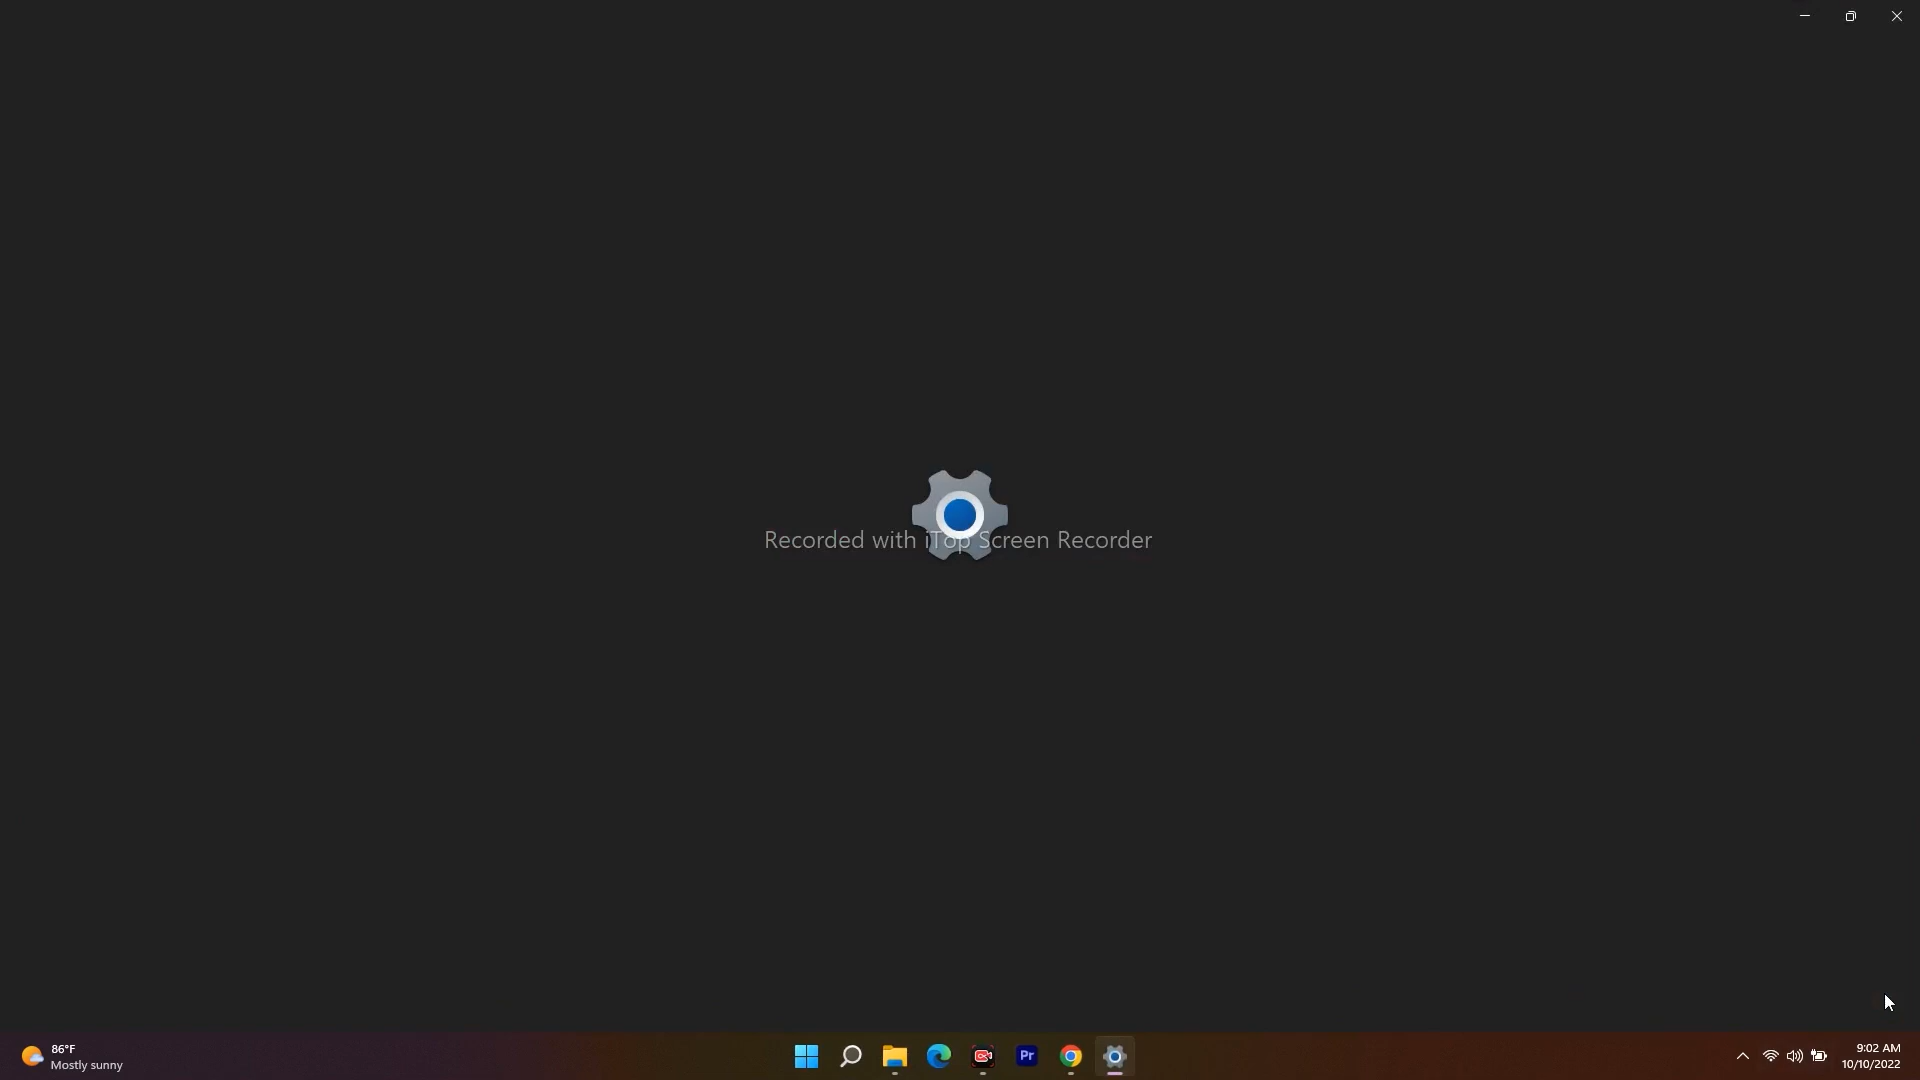 Recorded with iTop Screen Recorder
86°F
Mostly sunny
Pr
9:02 AM
10/10/2022